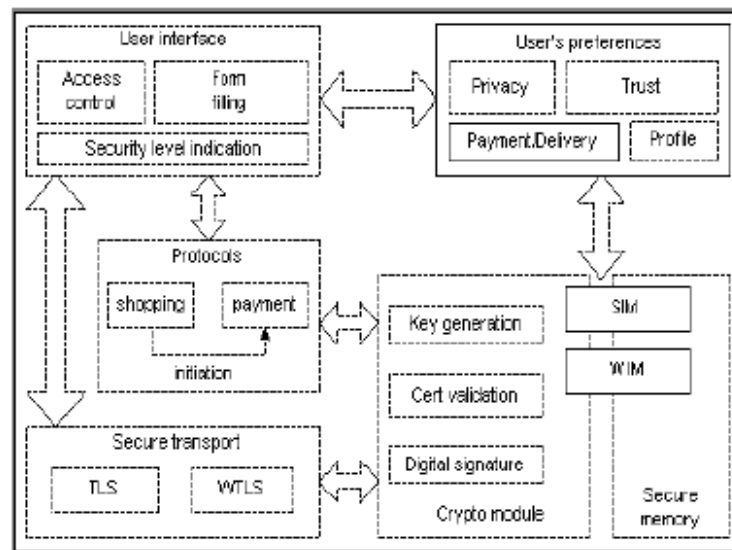 User interface
Access
control
Form
filling
Security level indication
User's preferences
Privacy
Trust
Payment/Delivery
Profile
Protocols
shopping
payment
initiation
Secure transport
TLS
WTLS
Key generation
Cert validation
Digital signature
Crypto module
SIM
WIM
Secure
memory